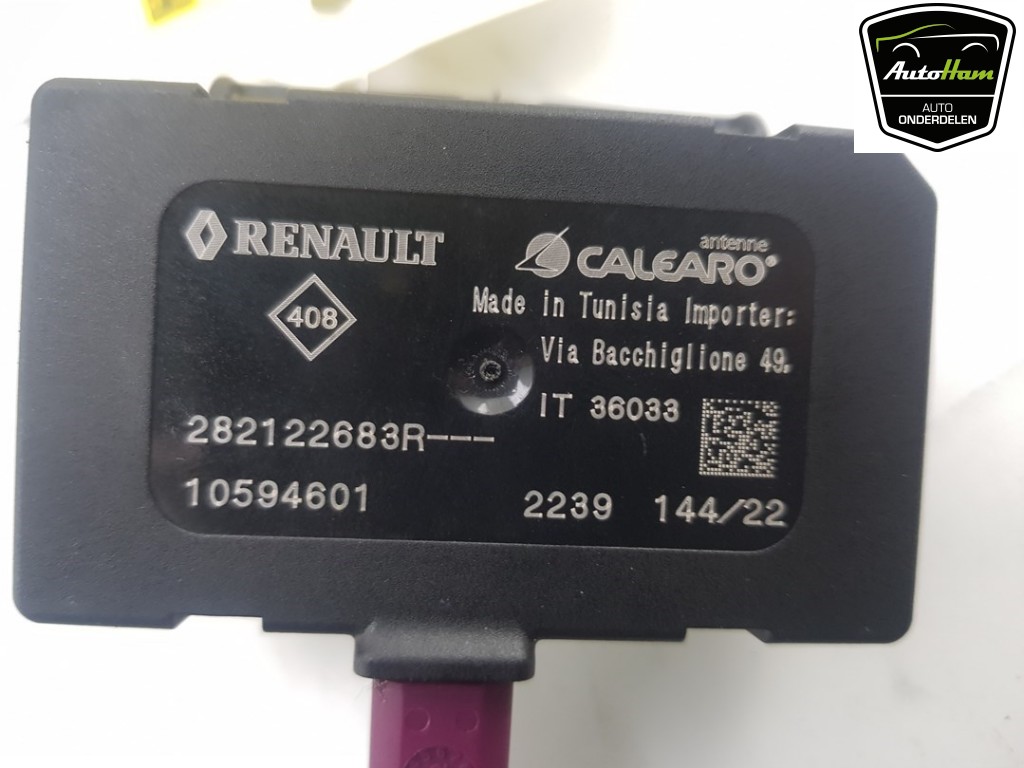 AutoHam
AUTO
ONDERDELEN
RENAULT
antenne
CALEARO®
408
Made in Tunisia Importer:
Via Bacchiglione 49.
IT 36033
282122683R---
10594601
2239 144/22